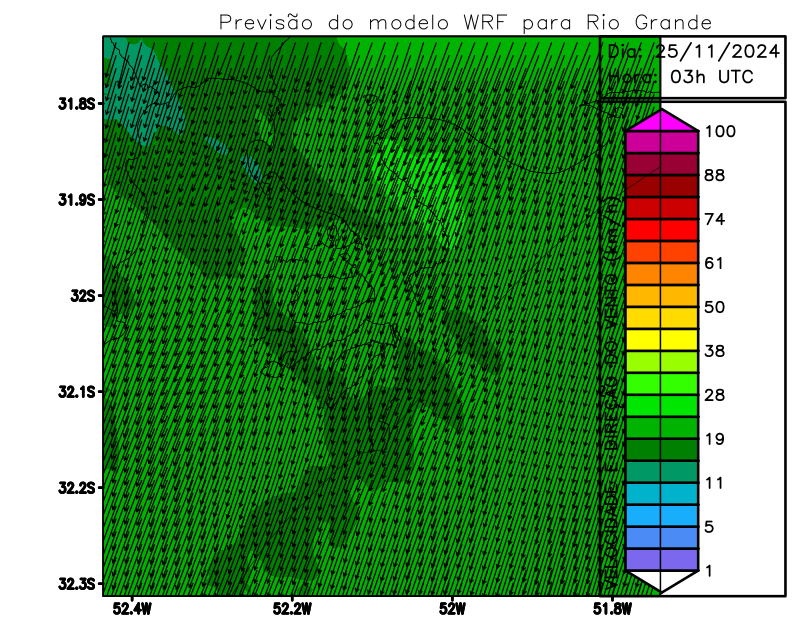 Previsão do modelo WRF para Rio Grande
Dia: 25/11/2024
Hora: 03h UTC
31.8S
31.9S
32S
32.1S
32.2S
32.3S
52.4W
52.2W
52W
51.8W
VELOCIDADE E DIREÇÃO DO VENTO (km/h)
100
88
74
61
50
38
28
19
11
5
1